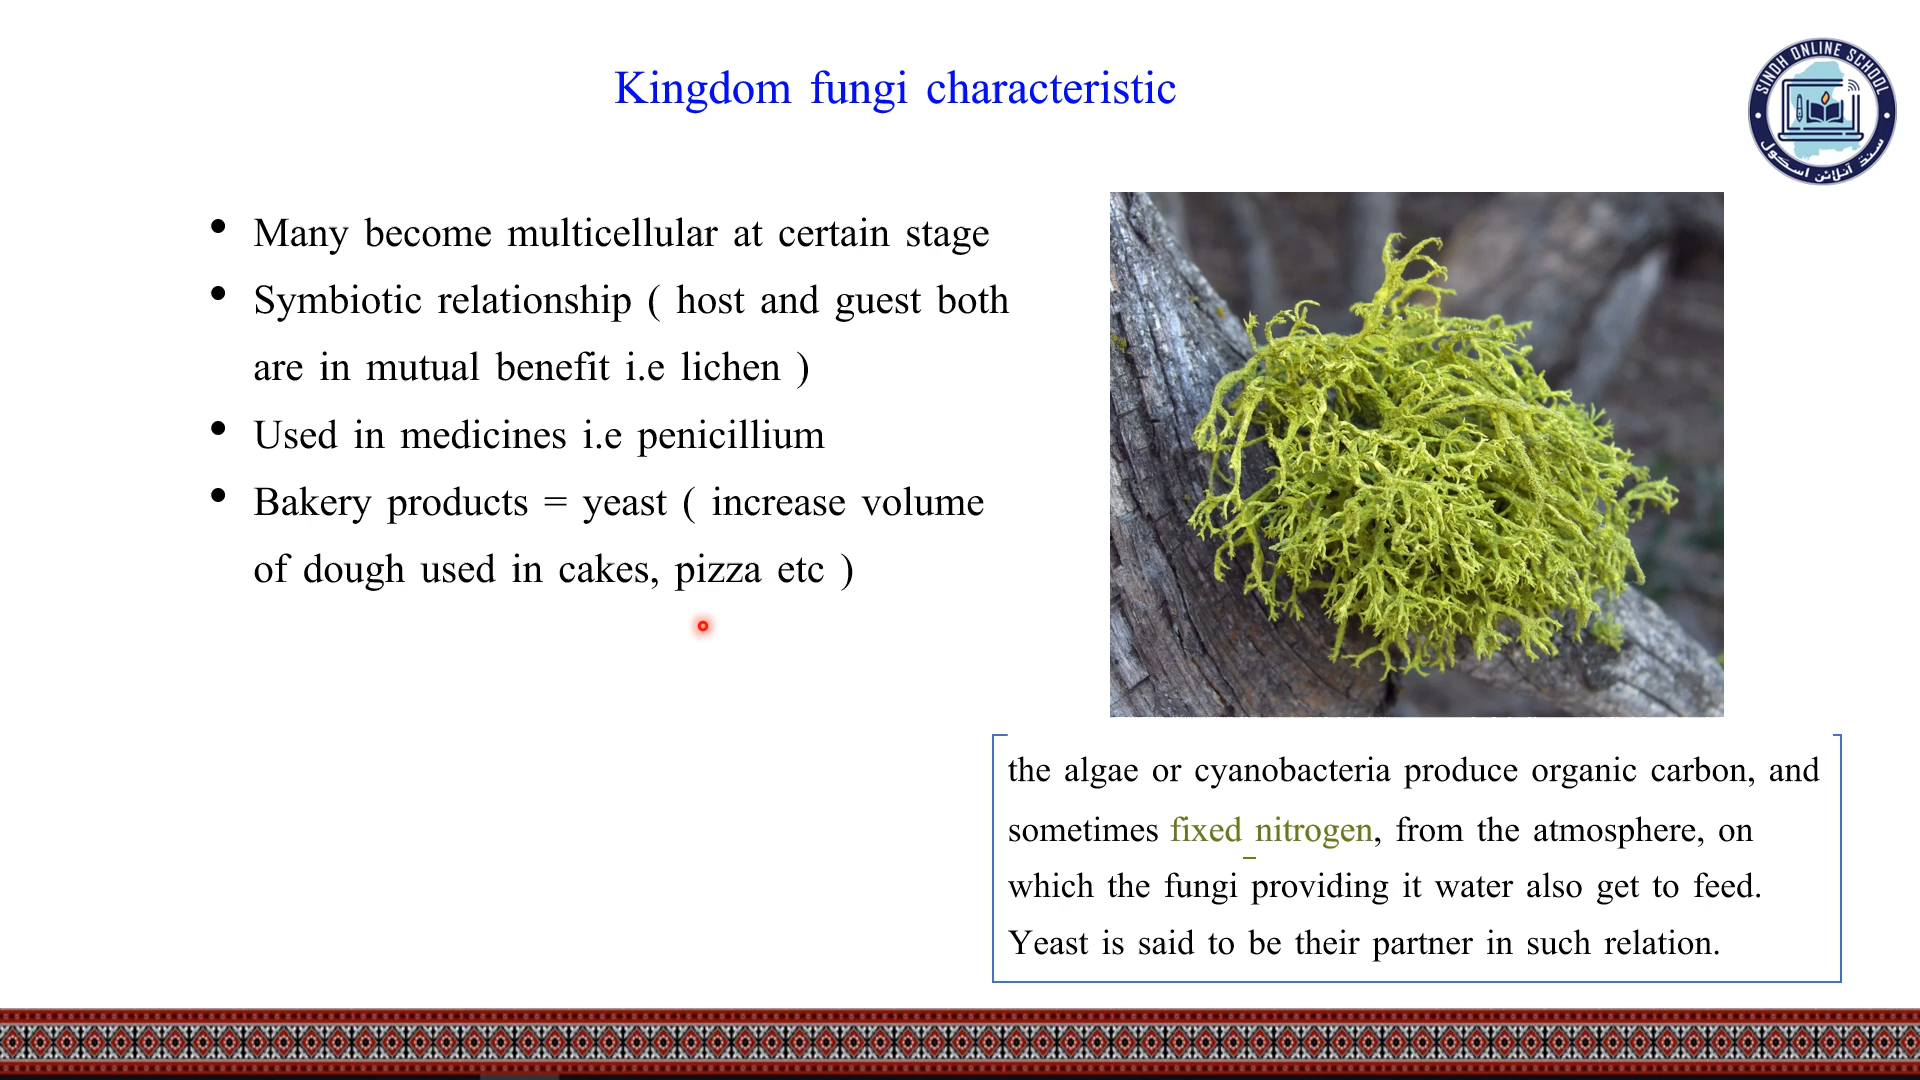 Kingdom fungi characteristic
SINDH ONLINE SCHOOL
سنڌ آنلائن اسڪول
• Many become multicellular at certain stage
• Symbiotic relationship ( host and guest both
are in mutual benefit i.e lichen )
• Used in medicines i.e penicillium
• Bakery products = yeast ( increase volume
of dough used in cakes, pizza etc )
the algae or cyanobacteria produce organic carbon, and
sometimes fixed nitrogen, from the atmosphere, on
which the fungi providing it water also get to feed.
Yeast is said to be their partner in such relation.